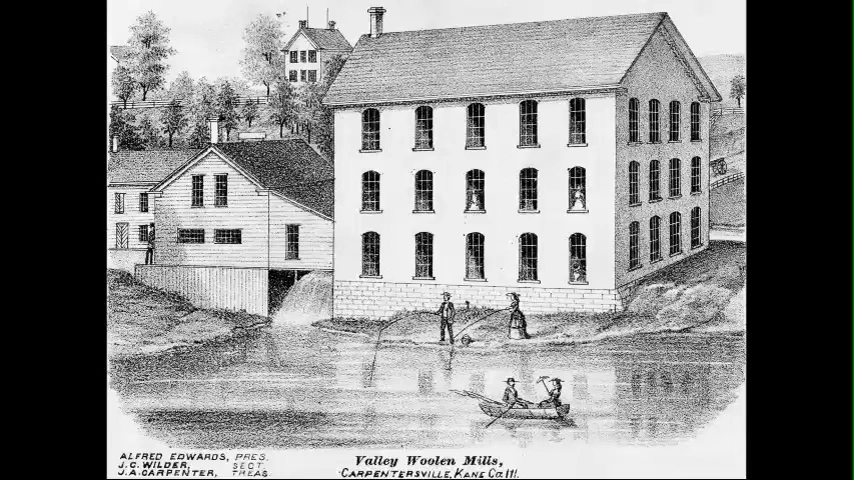 ALFRED EDWARDS, PRES.
J.C. WILDER, SECT.
J.A. CARPENTER, TREAS.
Valley Woolen Mills,
CARPENTERSVILLE, KANE CO. Ill.